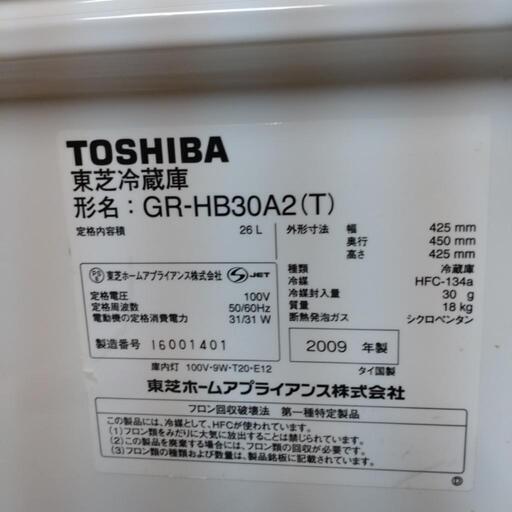 TOSHIBA
東芝冷蔵庫
形名：GR-HB30A2(T)
定格内容積 26 L
外形寸法 幅 425 mm
奥行 450 mm
高さ 425 mm
PSE 東芝ホームアプライアンス株式会社 S JET
定格電圧 100V
定格周波数 50/60Hz
電動機の定格消費電力 31/31 W
種類 冷蔵庫
冷媒 HFC-134a
冷媒封入量 30 g
質量 18 kg
断熱発泡ガス シクロペンタン
製造番号 16001401
2009 年製
庫内灯 100V-9W-T20-E12
タイ国製
東芝ホームアプライアンス株式会社
フロン回収破壊法 第一種特定製品
この製品には、冷媒として、HFCが使われています。
(1)フロン類をみだりに大気に放出することは禁じられています。
(2)この製品を廃棄する場合には、フロン類の回収が必要です。
(3)フロン類の種類および数量は、製品銘板に記載されています。
D